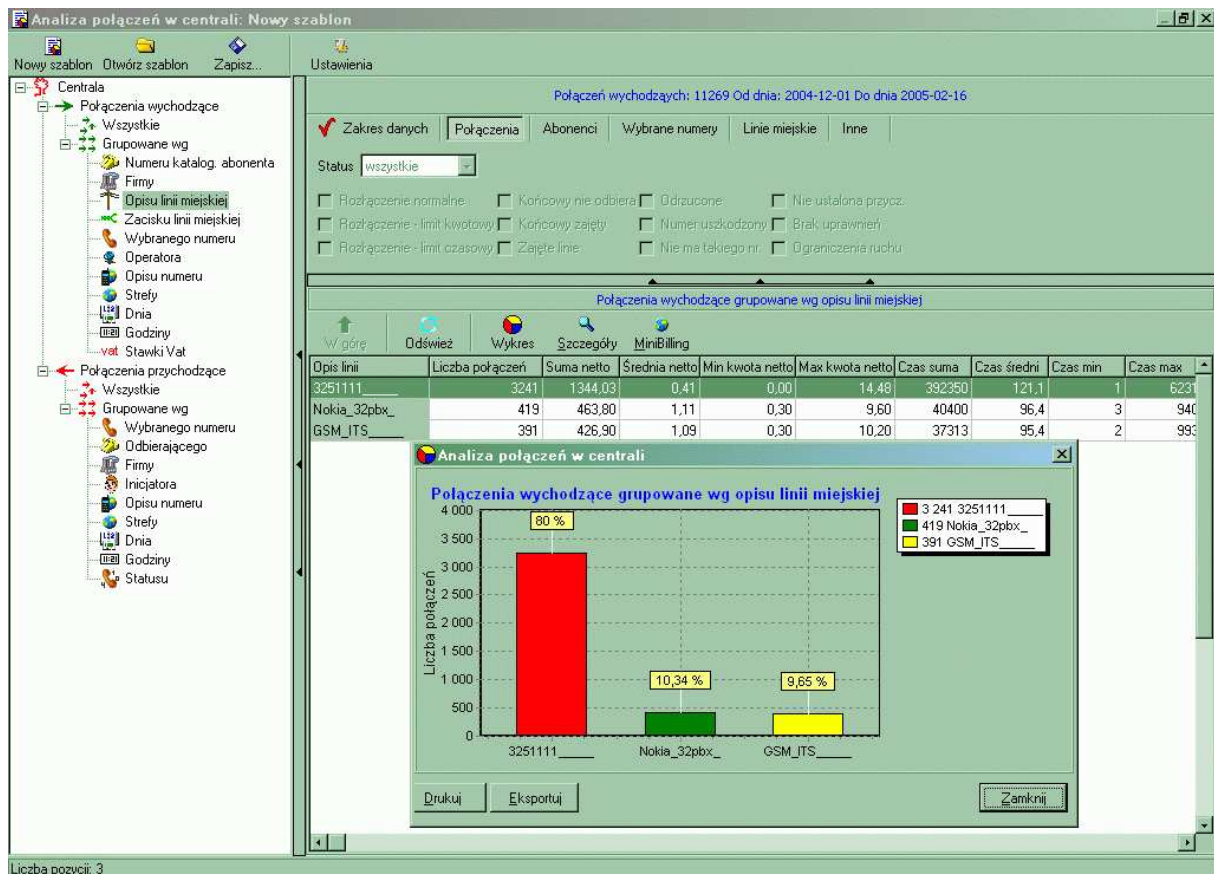 Analiza połączeń w centrali: Nowy szablon
Nowy szablon Otwórz szablon Zapisz... Ustawienia
Centrala
Połączenia wychodzące
Wszystkie
Grupowane wg
Numeru katalog. abonenta
Firmy
Opisu linii miejskiej
Zacisku linii miejskiej
Wybranego numeru
Operatora
Opisu numeru
Strefy
Dnia
Godziny
vat Stawki Vat
Połączenia przychodzące
Wszystkie
Grupowane wg
Wybranego numeru
Odbierającego
Firmy
Inicjatora
Opisu numeru
Strefy
Dnia
Godziny
Statusu
Połączeń wychodząych: 11269 Od dnia: 2004-12-01 Do dnia 2005-02-16
Zakres danych Połączenia Abonenci Wybrane numery Linie miejskie Inne
Status wszystkie
Rozłączenie normalne Końcowy nie odbiera Odrzucone Nie ustalona przycz.
Rozłączenie - limit kwotowy Końcowy zajęty Numer uszkodzony Brak uprawnień
Rozłączenie - limit czasowy Zajęte linie Nie ma takiego nr. Ograniczenia ruchu
Połączenia wychodzące grupowane wg opisu linii miejskiej
W górę Odśwież Wykres Szczegóły MiniBilling
Opis linii Liczba połączeń Suma netto Średnia netto Min kwota netto Max kwota netto Czas suma Czas średni Czas min Czas max
3251111_____ 3241 1344,03 0,41 0,00 14,48 392350 121,1 1 6231
Nokia_32pbx_ 419 463,80 1,11 0,30 9,60 40400 96,4 3 940
GSM_ITS_____ 391 426,90 1,09 0,30 10,20 37313 95,4 2 993
Analiza połączeń w centrali
Połączenia wychodzące grupowane wg opisu linii miejskiej
Liczba połączeń
4 000
3 500
3 000
2 500
2 000
1 500
1 000
500
0
80 %
10,34 %
9,65 %
3251111_____ Nokia_32pbx_ GSM_ITS_____
3 241 3251111_____
419 Nokia_32pbx_
391 GSM_ITS_____
Drukuj Eksportuj Zamknij
Liczba pozycji: 3